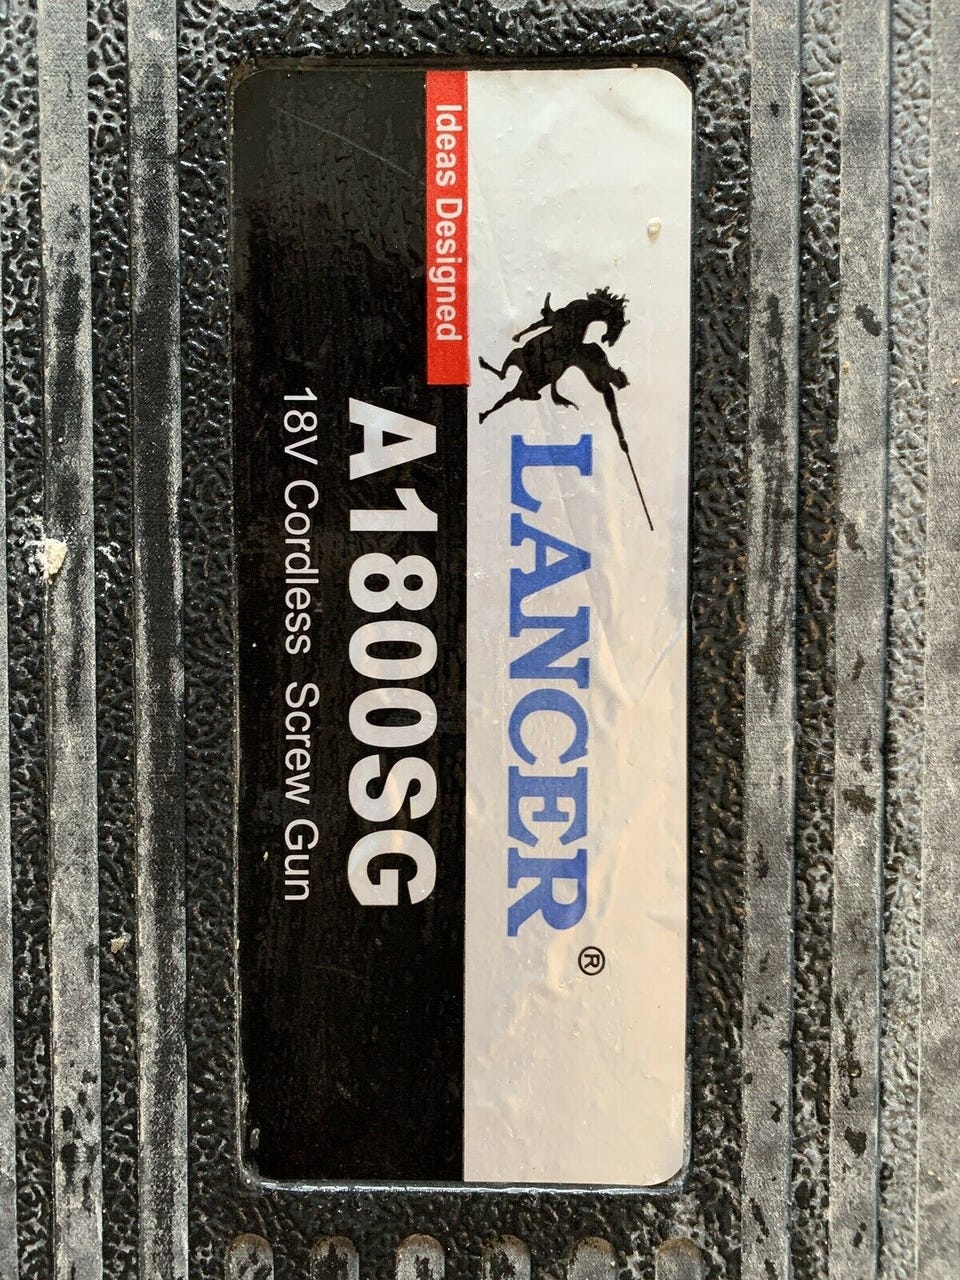 LANCER®
Ideas Designed
A1800SG
18V Cordless Screw Gun